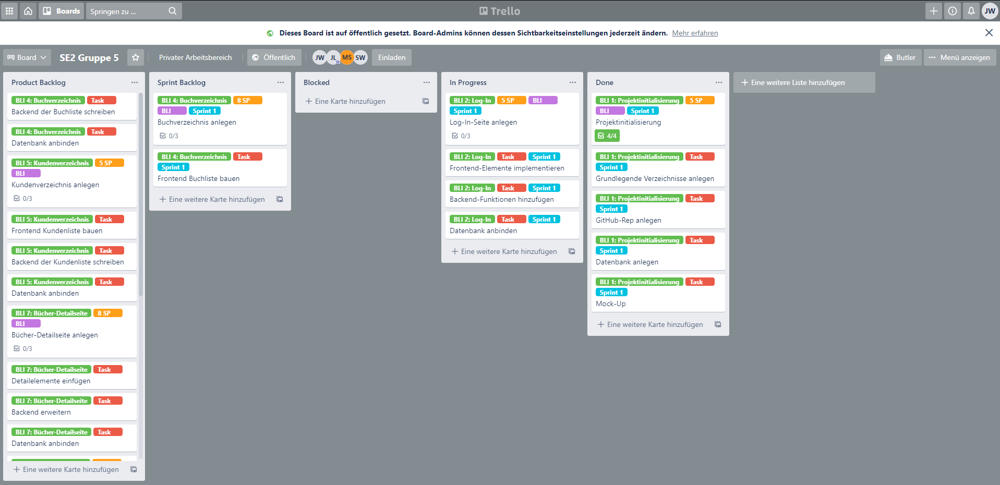 Boards
Springen zu ...
Trello
JW
Dieses Board ist auf öffentlich gesetzt. Board-Admins können dessen Sichtbarkeitseinstellungen jederzeit ändern. Mehr erfahren
Board
SE2 Gruppe 5
Privater Arbeitsbereich
Öffentlich
JW JL MS SW
Einladen
Butler
Menü anzeigen
Product Backlog
BLI 4: Buchverzeichnis Task
Backend der Buchliste schreiben
BLI 4: Buchverzeichnis Task
Datenbank anbinden
BLI 5: Kundenverzeichnis 5 SP
BLI
Kundenverzeichnis anlegen
0/3
BLI 5: Kundenverzeichnis Task
Frontend Kundenliste bauen
BLI 5: Kundenverzeichnis Task
Backend der Kundenliste schreiben
BLI 5: Kundenverzeichnis Task
Datenbank anbinden
BLI 7: Bücher-Detailseite 8 SP
BLI
Bücher-Detailseite anlegen
0/3
BLI 7: Bücher-Detailseite Task
Detailelemente einfügen
BLI 7: Bücher-Detailseite Task
Backend erweitern
BLI 7: Bücher-Detailseite Task
Datenbank anbinden
Eine weitere Karte hinzufügen
Sprint Backlog
BLI 4: Buchverzeichnis 8 SP
BLI Sprint 1
Buchverzeichnis anlegen
0/3
BLI 4: Buchverzeichnis Task
Sprint 1
Frontend Buchliste bauen
Eine weitere Karte hinzufügen
Blocked
Eine Karte hinzufügen
In Progress
BLI 2: Log-In 5 SP BLI
Sprint 1
Log-In-Seite anlegen
0/3
BLI 2: Log-In Task Sprint 1
Frontend-Elemente implementieren
BLI 2: Log-In Task Sprint 1
Backend-Funktionen hinzufügen
BLI 2: Log-In Task Sprint 1
Datenbank anbinden
Eine weitere Karte hinzufügen
Done
BLI 1: Projektinitialisierung 5 SP
BLI Sprint 1
Projektinitialisierung
4/4
BLI 1: Projektinitialisierung Task
Sprint 1
Grundlegende Verzeichnisse anlegen
BLI 1: Projektinitialisierung Task
Sprint 1
GitHub-Rep anlegen
BLI 1: Projektinitialisierung Task
Sprint 1
Datenbank anlegen
BLI 1: Projektinitialisierung Task
Sprint 1
Mock-Up
Eine weitere Karte hinzufügen
Eine weitere Liste hinzufügen